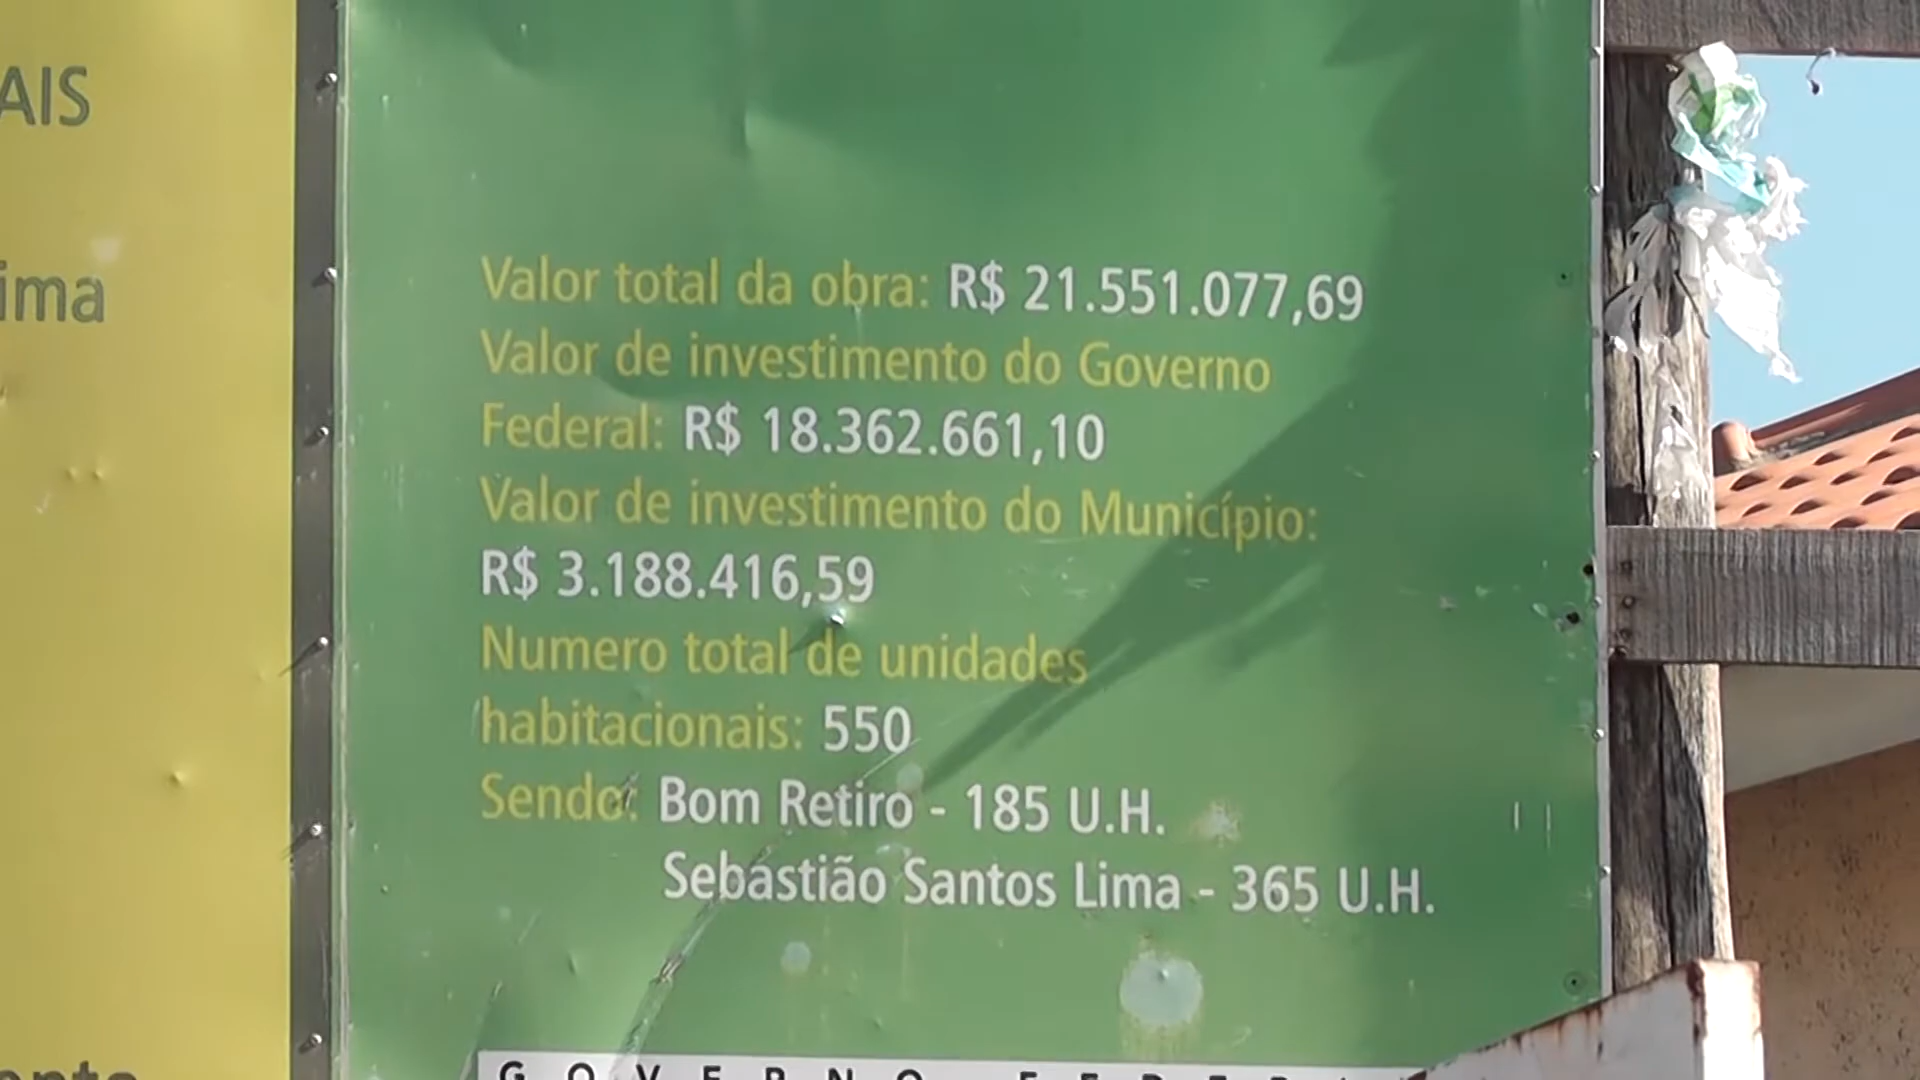 AIS
ima
Valor total da obra: R$ 21.551.077,69
Valor de investimento do Governo
Federal: R$ 18.362.661,10
Valor de investimento do Município:
R$ 3.188.416,59
Numero total de unidades
habitacionais: 550
Sendo: Bom Retiro - 185 U.H.
Sebastião Santos Lima - 365 U.H.
GOVERNO